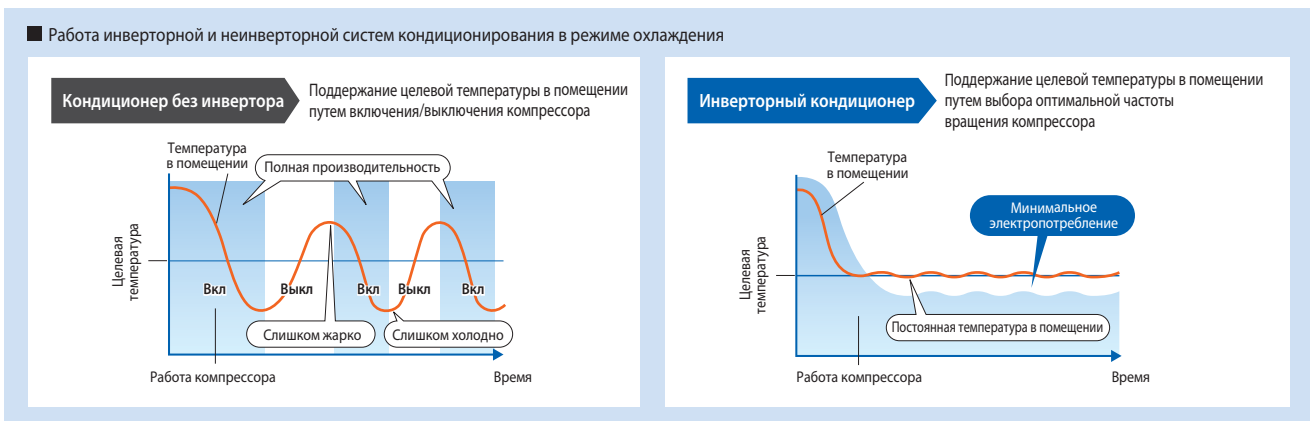 Работа инверторной и неинверторной систем кондиционирования в режиме охлаждения
Кондиционер без инвертора
Поддержание целевой температуры в помещении
путем включения/выключения компрессора
Температура
в помещении
Полная производительность
Целевая
температура
Вкл
Выкл
Вкл
Выкл
Вкл
Слишком жарко
Слишком холодно
Работа компрессора
Время
Инверторный кондиционер
Поддержание целевой температуры в помещении
путем выбора оптимальной частоты
вращения компрессора
Температура
в помещении
Минимальное
электропотребление
Целевая
температура
Постоянная температура в помещении
Работа компрессора
Время